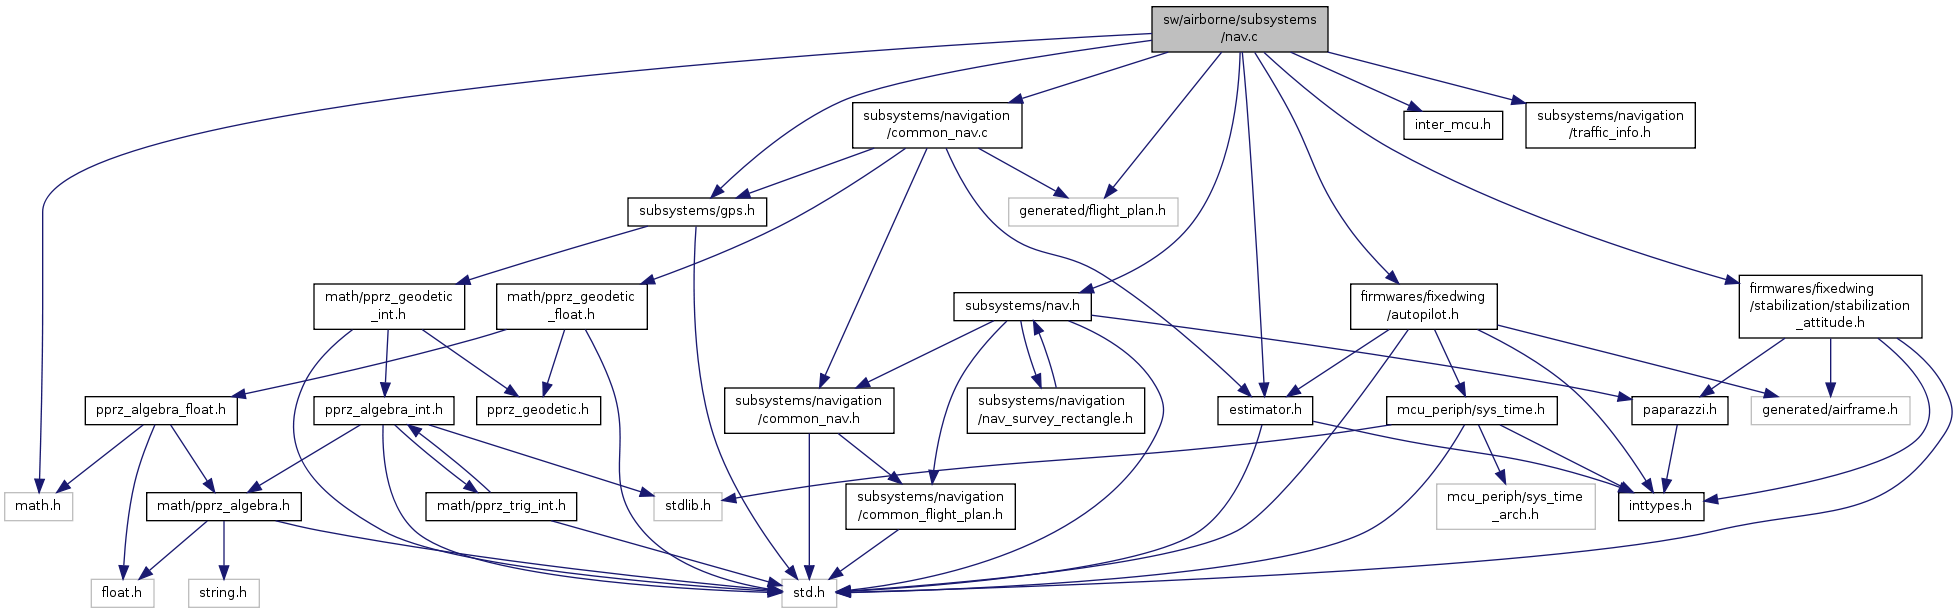 sw/airborne/subsystems
/nav.c
subsystems/navigation
/common_nav.c
inter_mcu.h
subsystems/navigation
/traffic_info.h
subsystems/gps.h
generated/flight_plan.h
math/pprz_geodetic
_int.h
math/pprz_geodetic
_float.h
subsystems/nav.h
firmwares/fixedwing
/autopilot.h
firmwares/fixedwing
/stabilization/stabilization
_attitude.h
pprz_algebra_float.h
pprz_algebra_int.h
pprz_geodetic.h
subsystems/navigation
/common_nav.h
subsystems/navigation
/nav_survey_rectangle.h
estimator.h
mcu_periph/sys_time.h
paparazzi.h
generated/airframe.h
math.h
math/pprz_algebra.h
math/pprz_trig_int.h
stdlib.h
subsystems/navigation
/common_flight_plan.h
mcu_periph/sys_time
_arch.h
inttypes.h
float.h
string.h
std.h